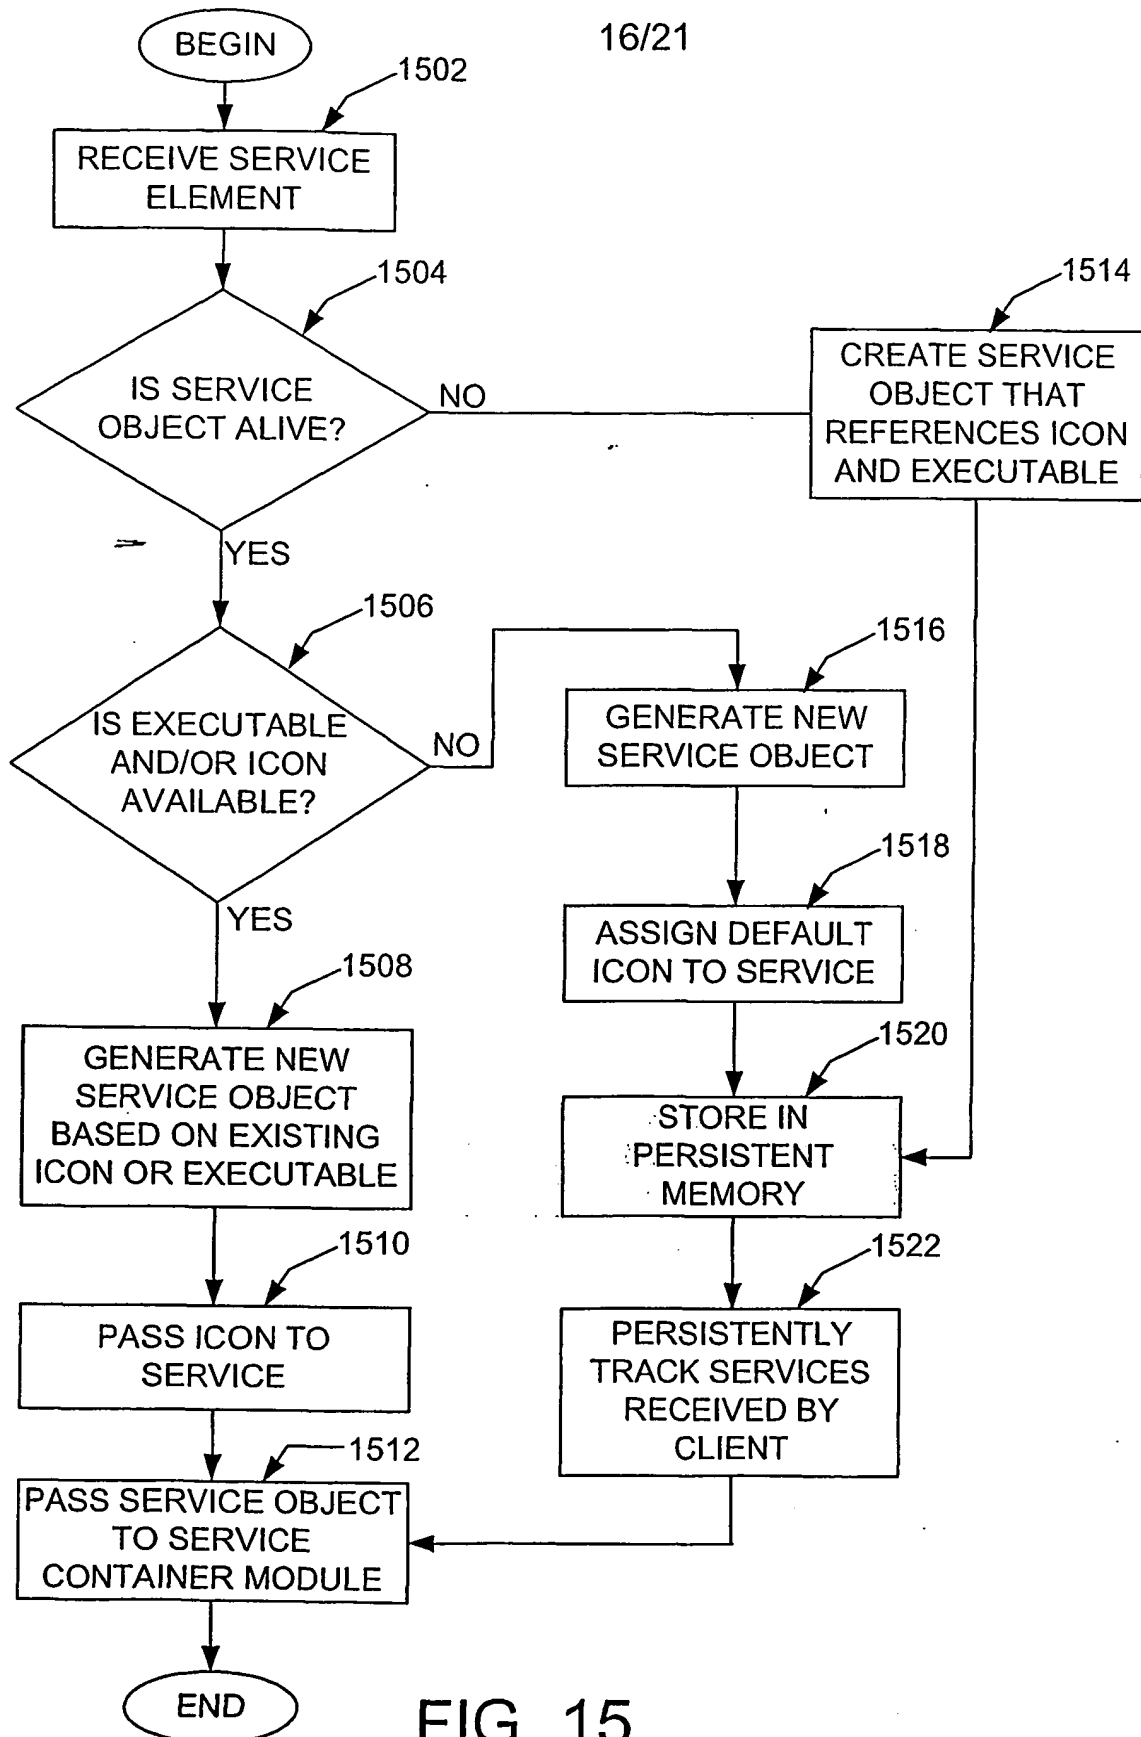 16/21
BEGIN
1502
RECEIVE SERVICE
ELEMENT
1504
IS SERVICE
OBJECT ALIVE?
NO
1514
CREATE SERVICE
OBJECT THAT
REFERENCES ICON
AND EXECUTABLE
YES
1506
IS EXECUTABLE
AND/OR ICON
AVAILABLE?
NO
1516
GENERATE NEW
SERVICE OBJECT
1518
ASSIGN DEFAULT
ICON TO SERVICE
YES
1508
GENERATE NEW
SERVICE OBJECT
BASED ON EXISTING
ICON OR EXECUTABLE
1520
STORE IN
PERSISTENT
MEMORY
1510
PASS ICON TO
SERVICE
1522
PERSISTENTLY
TRACK SERVICES
RECEIVED BY
CLIENT
1512
PASS SERVICE OBJECT
TO SERVICE
CONTAINER MODULE
END
FIG. 15